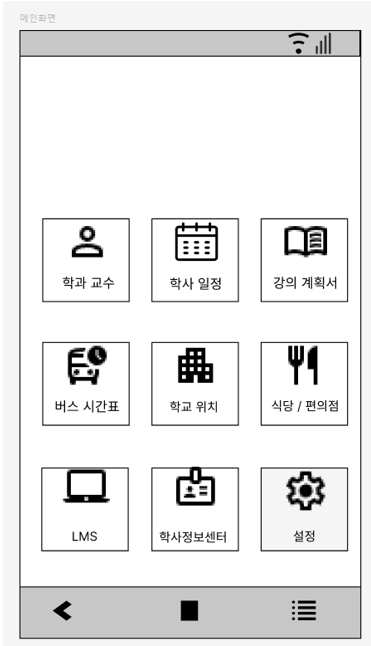 메인화면
학과 교수
학사 일정
강의 계획서
버스 시간표
학교 위치
식당 / 편의점
LMS
학사정보센터
설정